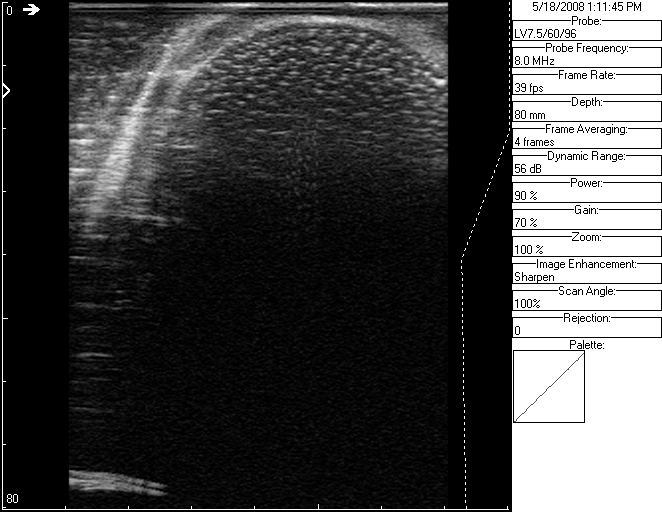 0
80
5/18/2008 1:11:45 PM
Probe:
LV7.5/60/96
Probe Frequency:
8.0 MHz
Frame Rate:
39 fps
Depth:
80 mm
Frame Averaging:
4 frames
Dynamic Range:
56 dB
Power:
90 %
Gain:
70 %
Zoom:
100 %
Image Enhancement:
Sharpen
Scan Angle:
100%
Rejection:
0
Palette: